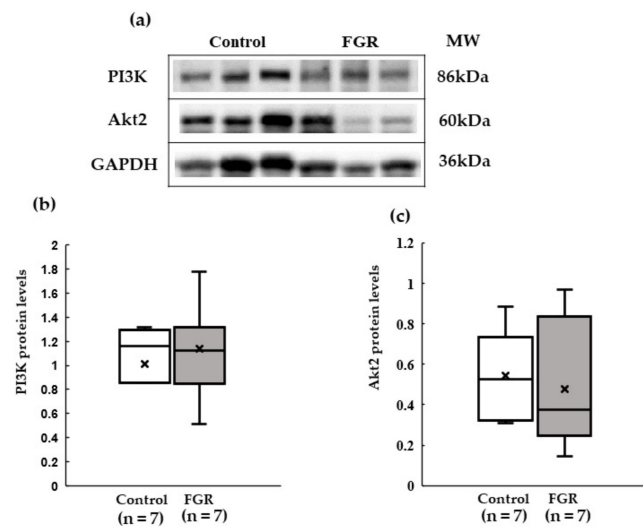 (a)
Control FGR MW
PI3K 86kDa
Akt2 60kDa
GAPDH 36kDa
(b)
PI3K protein levels
2
1.8
1.6
1.4
1.2
1
0.8
0.6
0.4
0.2
0
Control FGR
(n = 7) (n = 7)
(c)
Akt2 protein levels
1.2
1
0.8
0.6
0.4
0.2
0
Control FGR
(n = 7) (n = 7)